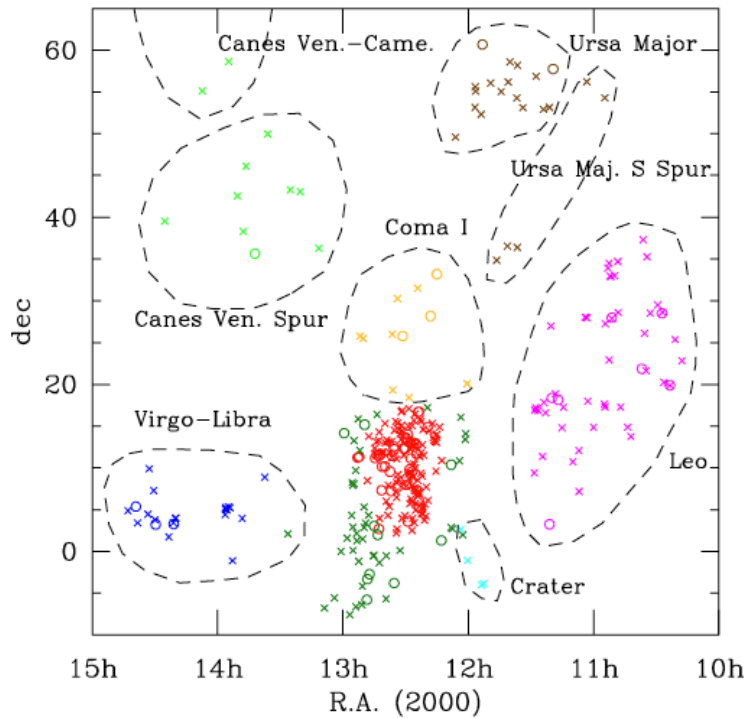 60
Canes Ven.-Came.
Ursa Major
Ursa Maj. S Spur
40
Coma I
dec
Canes Ven. Spur
20
Virgo-Libra
Leo
0
Crater
15h 14h 13h 12h 11h 10h
R.A. (2000)